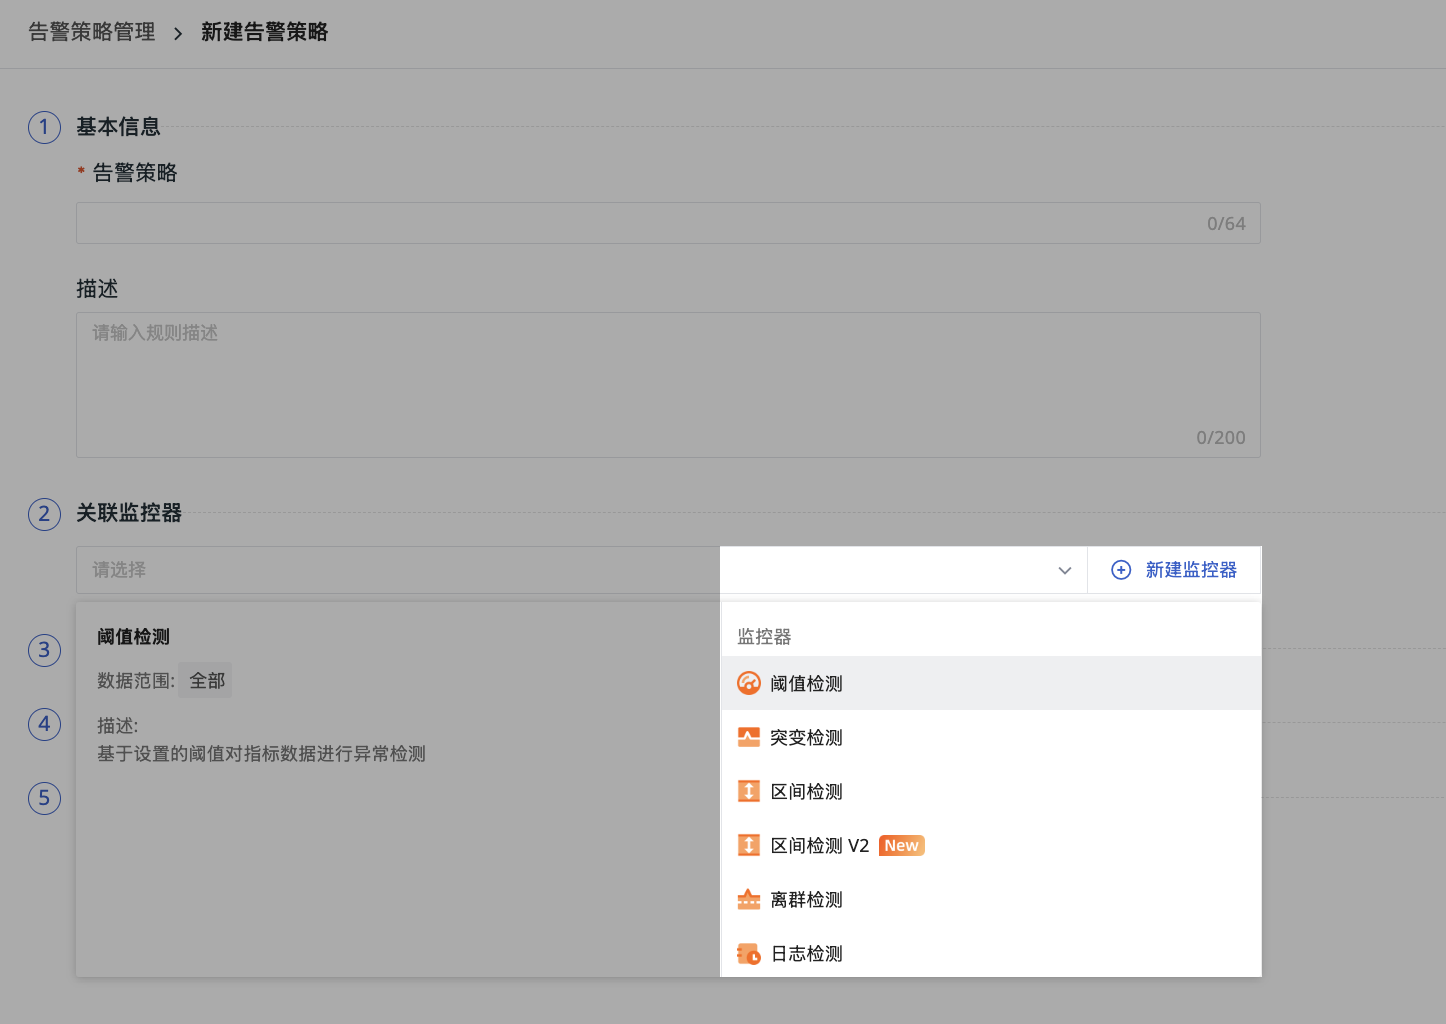 告警策略管理 > 新建告警策略
1 基本信息
* 告警策略
0/64
描述
请输入规则描述
0/200
2 关联监控器
请选择
新建监控器
3
4
5
阈值检测
数据范围: 全部
描述:
基于设置的阈值对指标数据进行异常检测
监控器
阈值检测
突变检测
区间检测
区间检测 V2 New
离群检测
日志检测